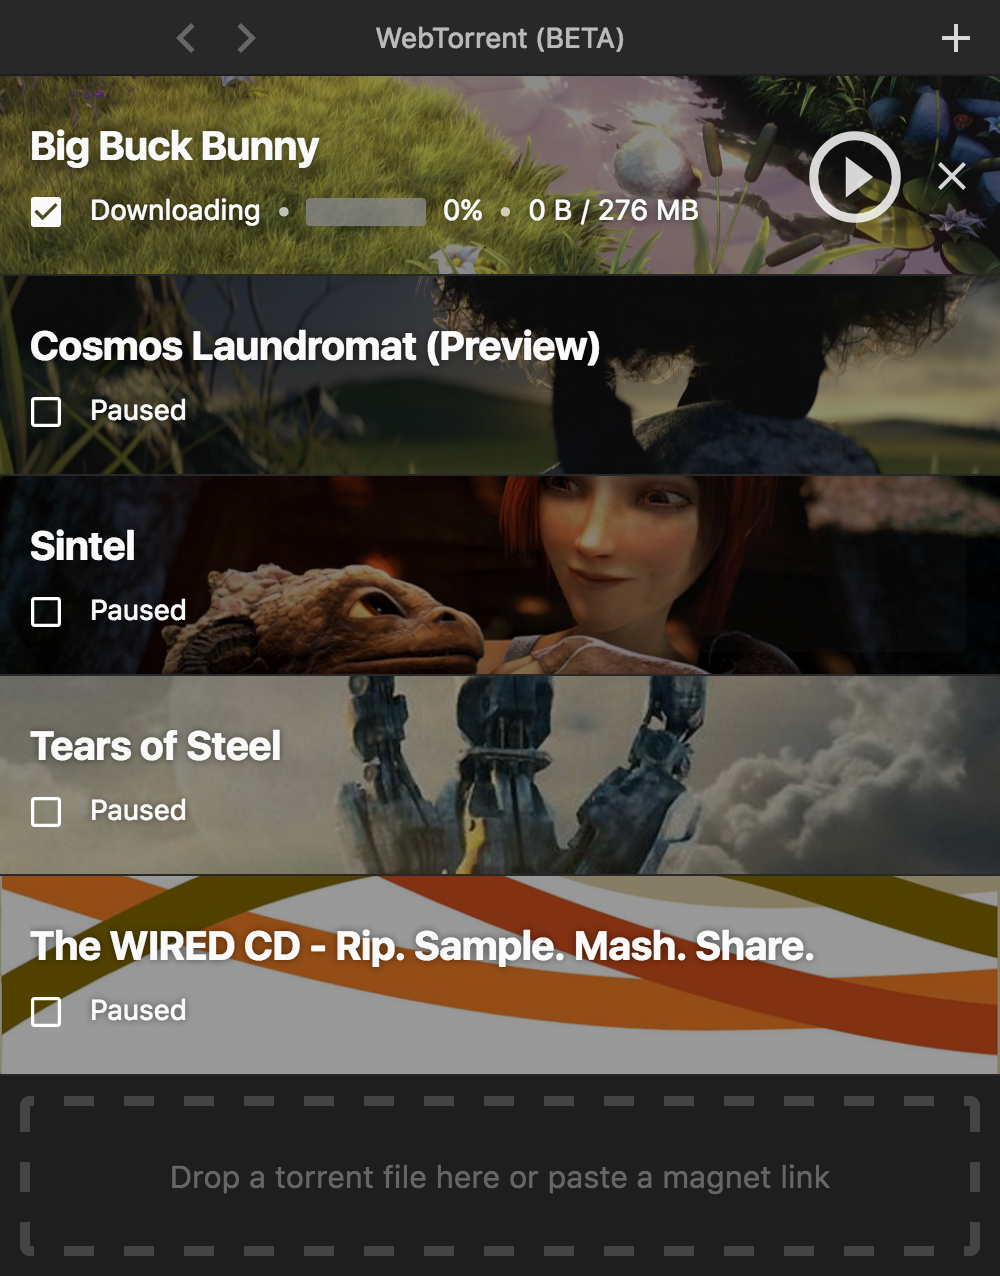 WebTorrent (BETA)
Big Buck Bunny
Downloading • 0% • 0 B / 276 MB
Cosmos Laundromat (Preview)
Paused
Sintel
Paused
Tears of Steel
Paused
The WIRED CD - Rip. Sample. Mash. Share.
Paused
Drop a torrent file here or paste a magnet link